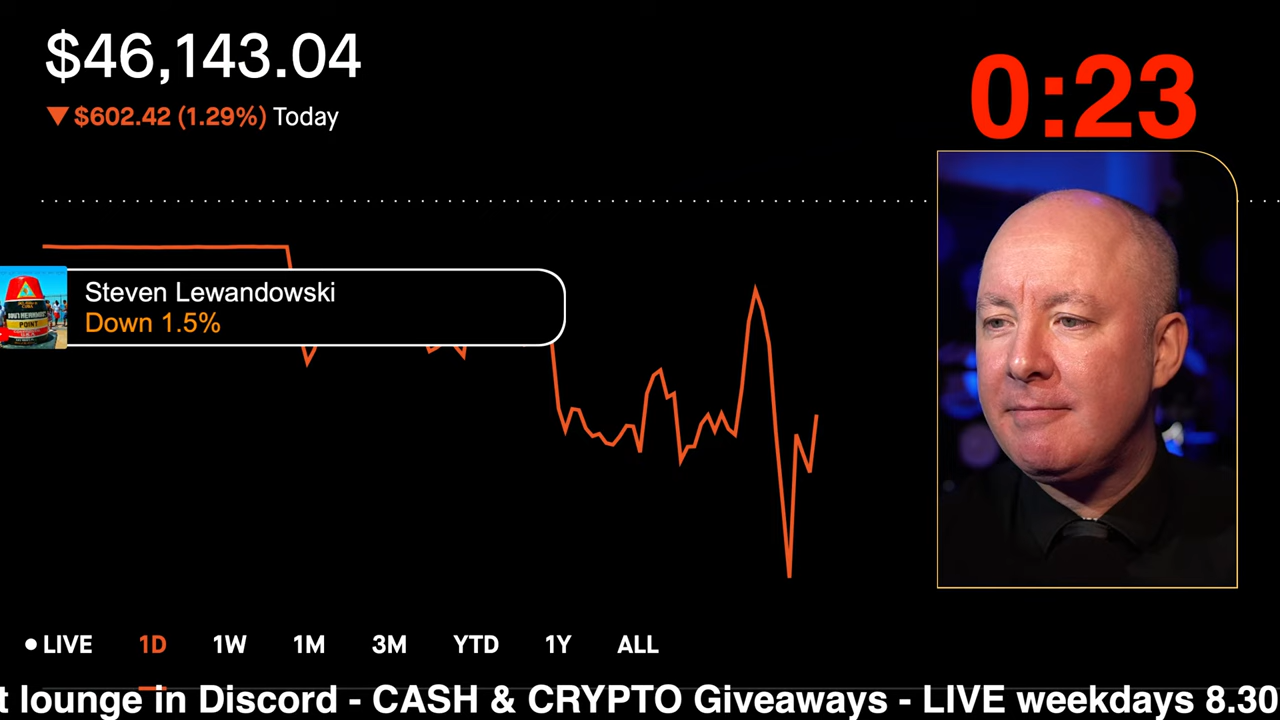 $46,143.04
▼$602.42 (1.29%) Today
0:23
Steven Lewandowski
Down 1.5%
POINT
LIVE 1D 1W 1M 3M YTD 1Y ALL
t lounge in Discord - CASH & CRYPTO Giveaways - LIVE weekdays 8.30